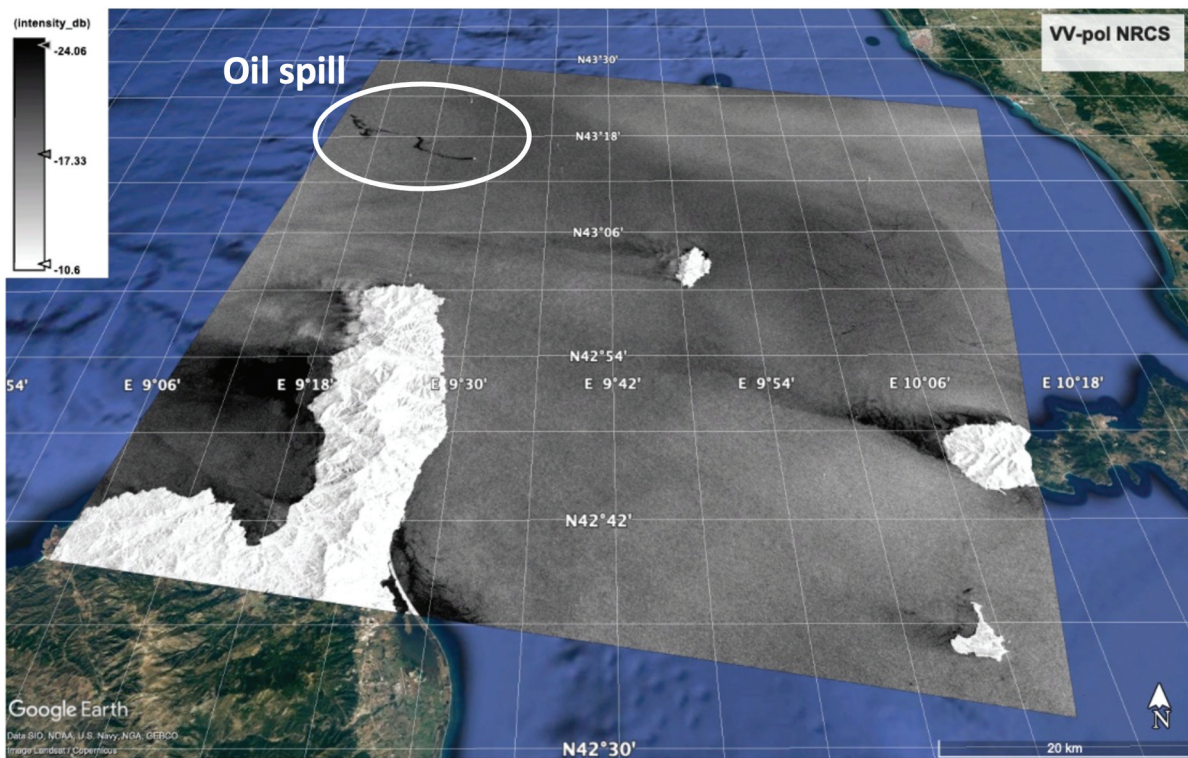 (intensity_db)
-24.06
-17.33
-10.6
Oil spill
VV-pol NRCS
N43°30'
N43°18'
N43°06'
N42°54'
54'
E 9°06'
E 9°18'
E 9°30'
E 9°42'
E 9°54'
E 10°06'
E 10°18'
N42°42'
N42°30'
Google Earth
Data SIO, NOAA, U.S. Navy, NGA, GEBCO
Image Landsat / Copernicus
N
20 km